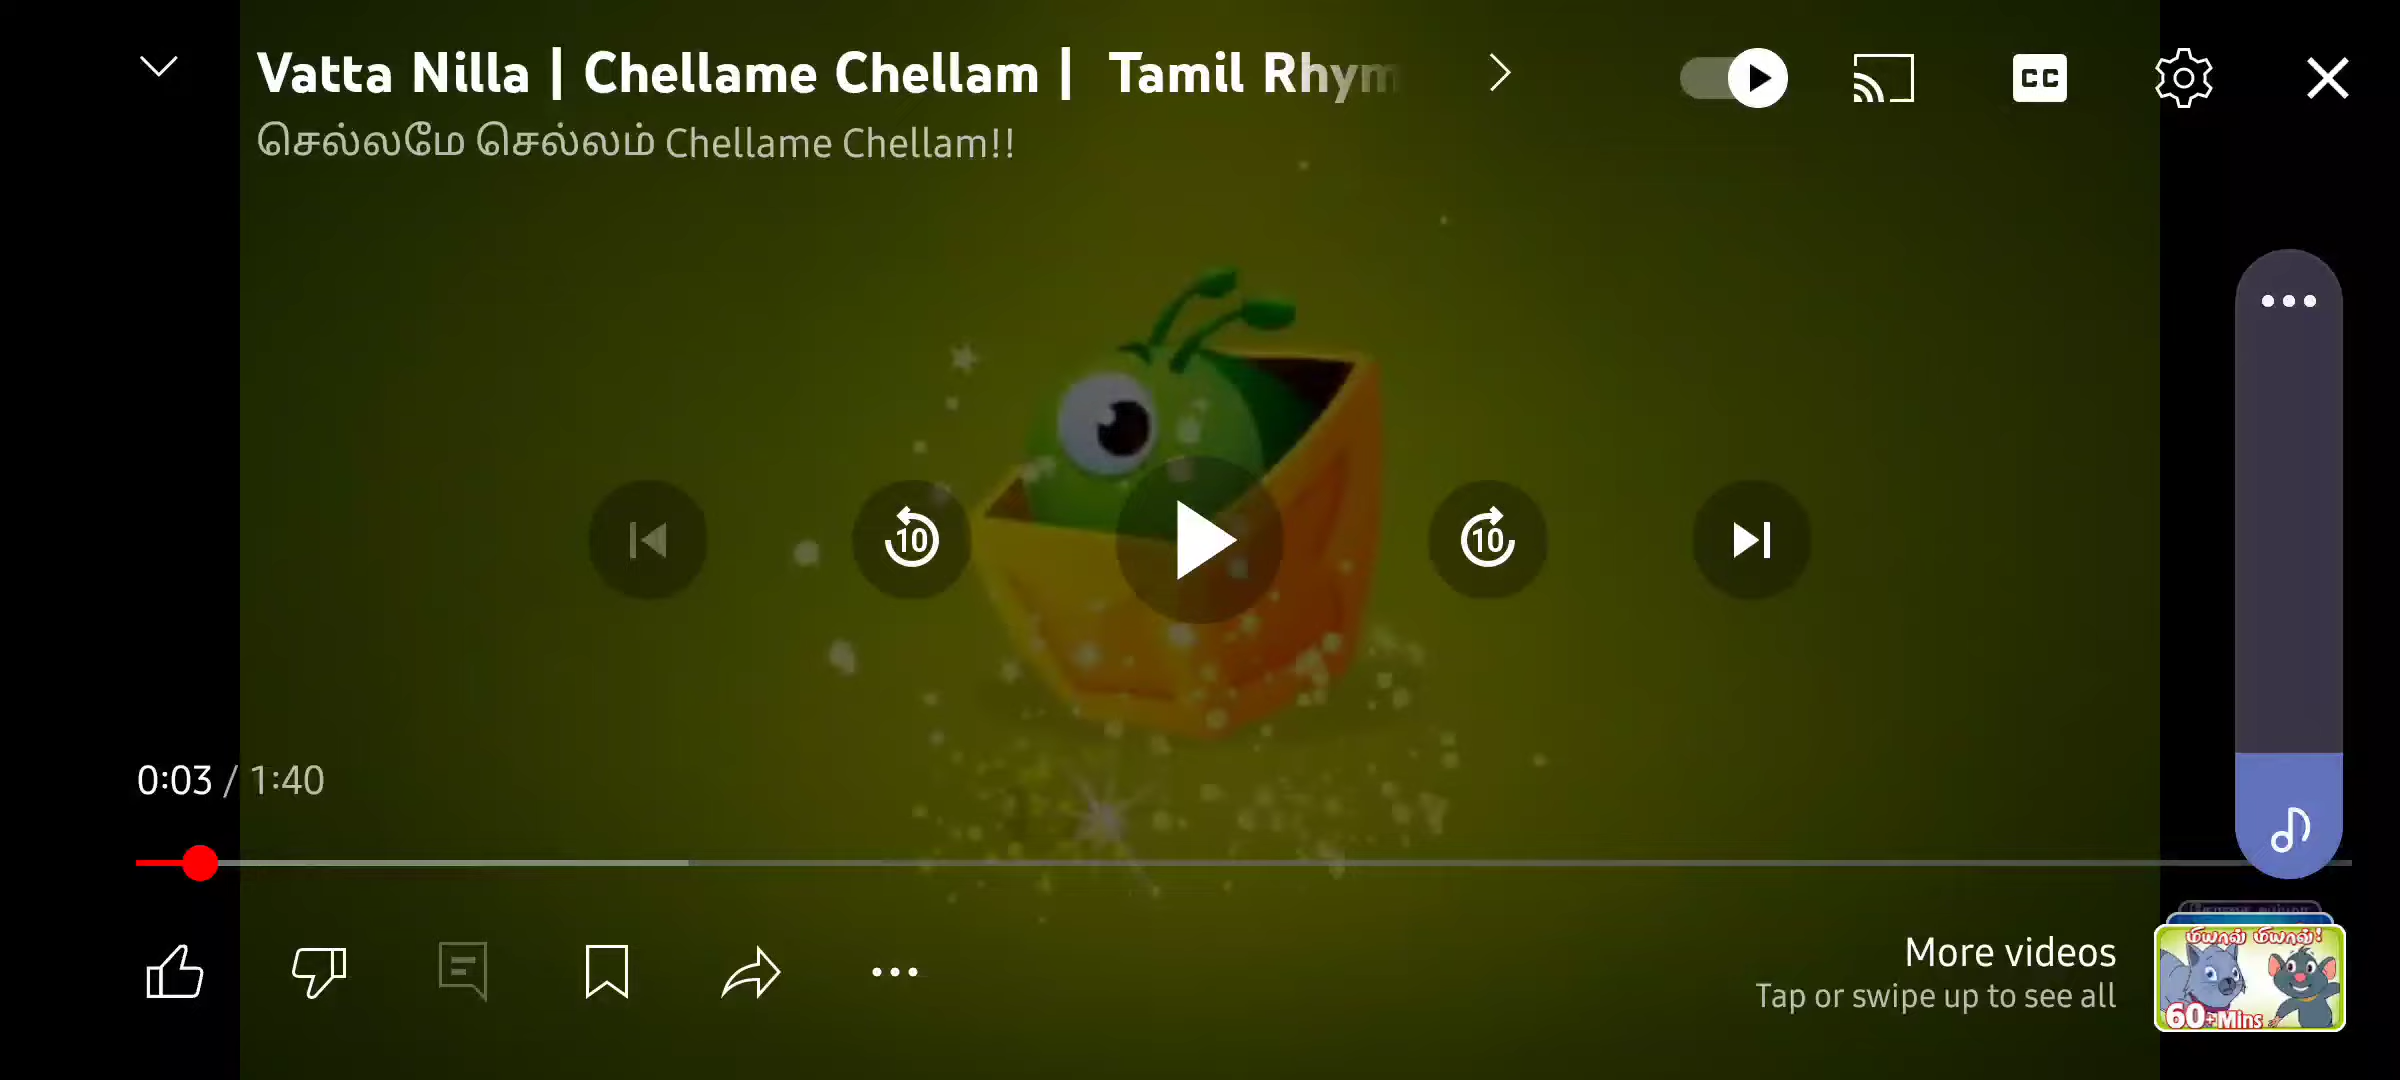 Vatta Nilla | Chellame Chellam | Tamil Rhym
செல்லமே செல்லம் Chellame Chellam!!
CC
10
10
0:03 / 1:40
More videos
Tap or swipe up to see all
மியாவ் மியாவ்!
60+Mins